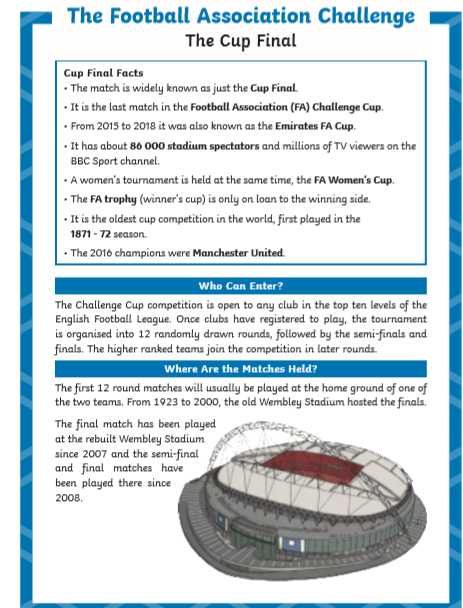 The Football Association Challenge
The Cup Final
Cup Final Facts
• The match is widely known as just the Cup Final.
• It is the last match in the Football Association (FA) Challenge Cup.
• From 2015 to 2018 it was also known as the Emirates FA Cup.
• It has about 86 000 stadium spectators and millions of TV viewers on the
BBC Sport channel.
• A women's tournament is held at the same time, the FA Women's Cup.
• The FA trophy (winner's cup) is only on loan to the winning side.
• It is the oldest cup competition in the world, first played in the
1871 - 72 season.
• The 2016 champions were Manchester United.
Who Can Enter?
The Challenge Cup competition is open to any club in the top ten levels of the
English Football League. Once clubs have registered to play, the tournament
is organised into 12 randomly drawn rounds, followed by the semi-finals and
finals. The higher ranked teams join the competition in later rounds.
Where Are the Matches Held?
The first 12 round matches will usually be played at the home ground of one of
the two teams. From 1923 to 2000, the old Wembley Stadium hosted the finals.
The final match has been played
at the rebuilt Wembley Stadium
since 2007 and the semi-final
and final matches have
been played there since
2008.